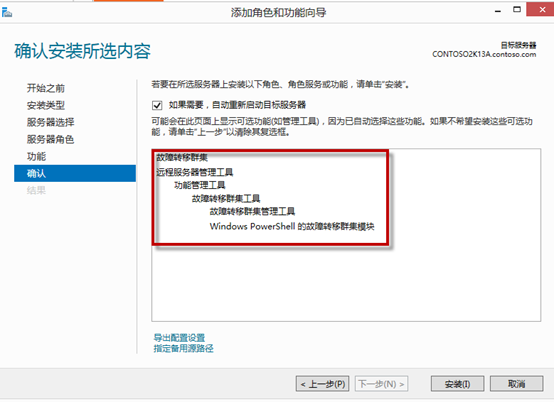 添加角色和功能向导
确认安装所选内容
目标服务器
CONTOSO2K13A.contoso.com
开始之前
安装类型
服务器选择
服务器角色
功能
确认
结果
若要在所选服务器上安装以下角色、角色服务或功能，请单击"安装"。
如果需要，自动重新启动目标服务器
可能会在此页面上显示可选功能(如管理工具)，因为已自动选择这些功能。如果不希望安装这些可选功
能，请单击"上一步"以清除其复选框。
故障转移群集
远程服务器管理工具
功能管理工具
故障转移群集工具
故障转移群集管理工具
Windows PowerShell 的故障转移群集模块
导出配置设置
指定备用源路径
< 上一步(P)
下一步(N) >
安装(I)
取消